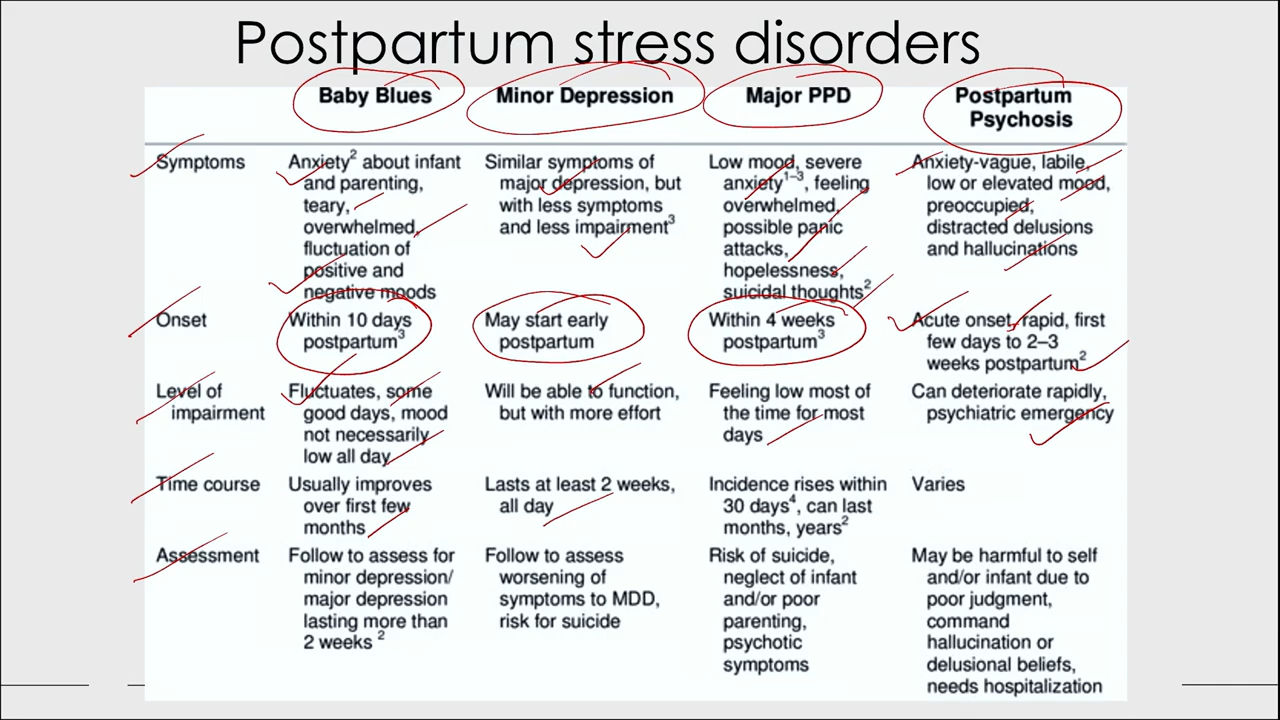 Postpartum stress disorders
Baby Blues
Minor Depression
Major PPD
Postpartum
Psychosis
Symptoms
Anxiety2 about infant
and parenting,
teary,
overwhelmed,
fluctuation of
positive and
negative moods
Similar symptoms of
major depression, but
with less symptoms
and less impairment3
Low mood, severe
anxiety1–3, feeling
overwhelmed,
possible panic
attacks,
hopelessness,
suicidal thoughts2
Anxiety-vague, labile,
low or elevated mood,
preoccupied,
distracted delusions
and hallucinations
Onset
Within 10 days
postpartum3
May start early
postpartum
Within 4 weeks
postpartum3
Acute onset, rapid, first
few days to 2–3
weeks postpartum2
Level of
impairment
Fluctuates, some
good days, mood
not necessarily
low all day
Will be able to function,
but with more effort
Feeling low most of
the time for most
days
Can deteriorate rapidly,
psychiatric emergency
Time course
Usually improves
over first few
months
Lasts at least 2 weeks,
all day
Incidence rises within
30 days4, can last
months, years2
Varies
Assessment
Follow to assess for
minor depression/
major depression
lasting more than
2 weeks 2
Follow to assess
worsening of
symptoms to MDD,
risk for suicide
Risk of suicide,
neglect of infant
and/or poor
parenting,
psychotic
symptoms
May be harmful to self
and/or infant due to
poor judgment,
command
hallucination or
delusional beliefs,
needs hospitalization